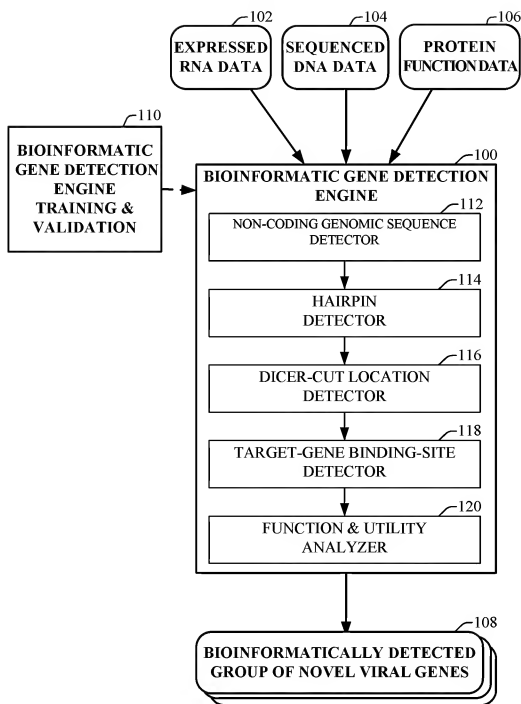 102
104
106
EXPRESSED
RNA DATA
SEQUENCED
DNA DATA
PROTEIN
FUNCTION DATA
110
BIOINFORMATIC
GENE DETECTION
ENGINE
TRAINING &
VALIDATION
100
BIOINFORMATIC GENE DETECTION
ENGINE
112
NON-CODING GENOMIC SEQUENCE
DETECTOR
114
HAIRPIN
DETECTOR
116
DICER-CUT LOCATION
DETECTOR
118
TARGET-GENE BINDING-SITE
DETECTOR
120
FUNCTION & UTILITY
ANALYZER
108
BIOINFORMATICALLY DETECTED
GROUP OF NOVEL VIRAL GENES